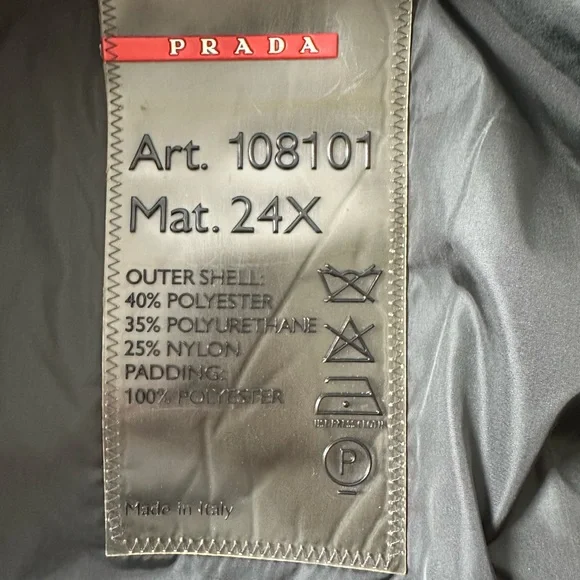 PRADA
Art. 108101
Mat. 24X
OUTER SHELL:
40% POLYESTER
35% POLYURETHANE
25% NYLON
PADDING:
100% POLYESTER
P
Made in Italy